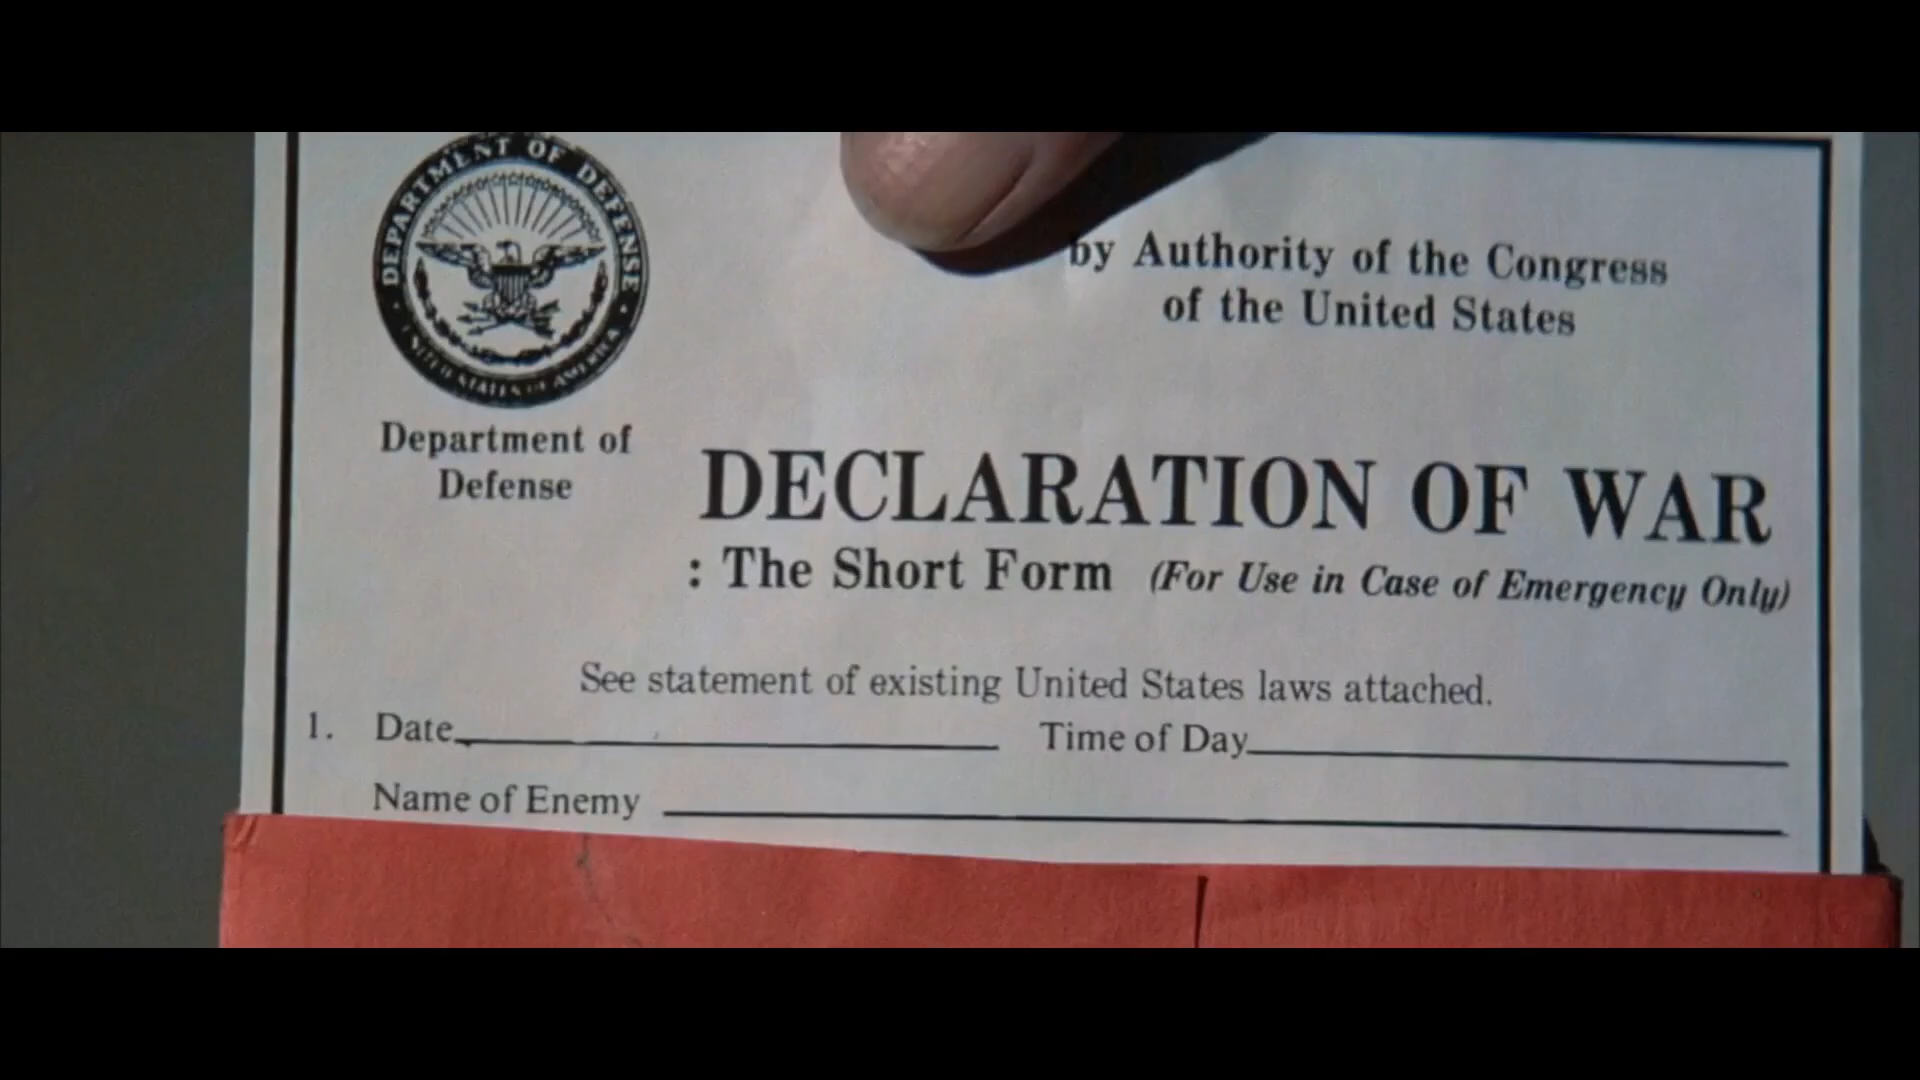 DEPARTMENT OF DEFENSE
UNITED STATES OF AMERICA
by Authority of the Congress
of the United States
Department of
Defense
DECLARATION OF WAR
: The Short Form (For Use in Case of Emergency Only)
See statement of existing United States laws attached.
1. Date
Time of Day
Name of Enemy